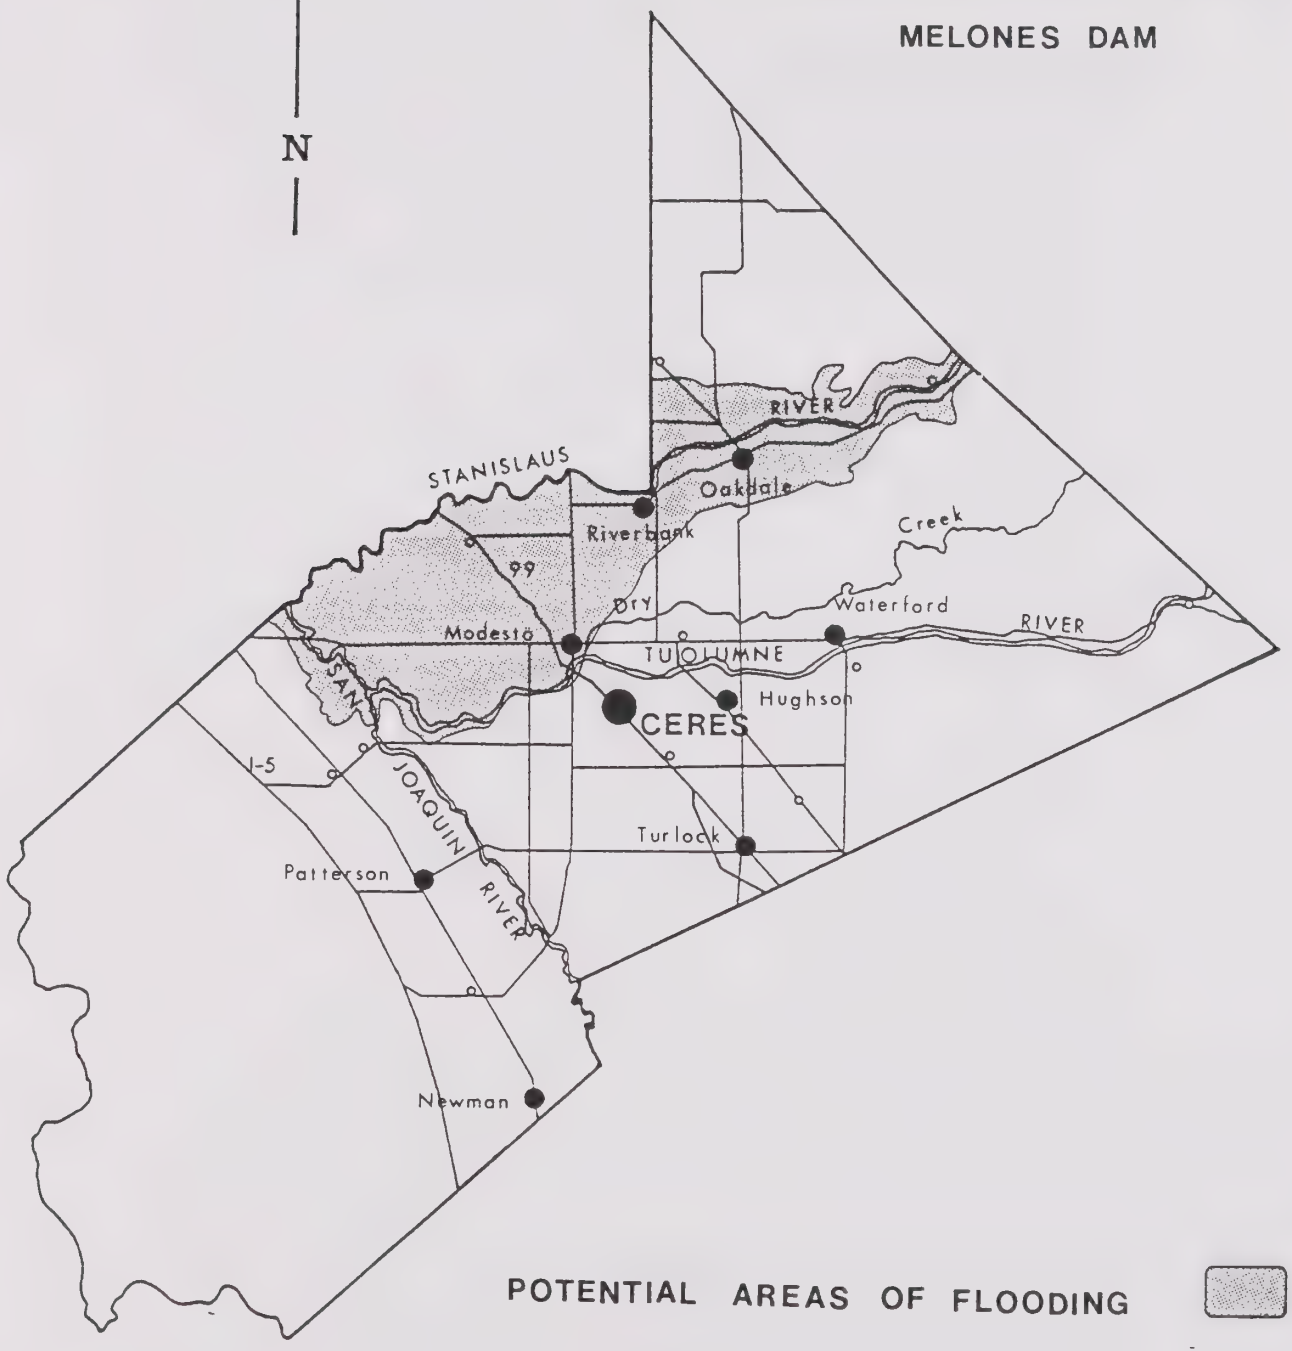 MELONES DAM
N
RIVER
STANISLAUS
Oakdale
Riverbank
Creek
99
Dry
Waterford
RIVER
Modesto
TUOLUMNE
SAN
Hughson
CERES
I-5
JOAQUIN
Turlock
Patterson
RIVER
Newman
POTENTIAL AREAS OF FLOODING